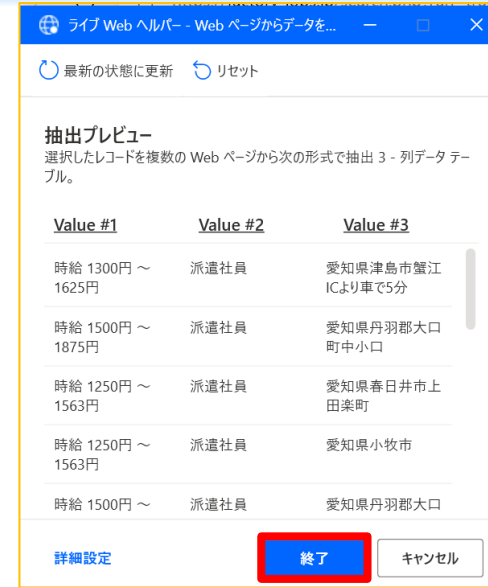 ライブ Web ヘルパー - Web ページからデータを...
最新の状態に更新 リセット
抽出プレビュー
選択したレコードを複数の Web ページから次の形式で抽出 3 - 列データ テー
ブル。
Value #1 Value #2 Value #3
時給 1300円 ～ 派遣社員 愛知県津島市蟹江
1625円 ICより車で5分
時給 1500円 ～ 派遣社員 愛知県丹羽郡大口
1875円 町中小口
時給 1250円 ～ 派遣社員 愛知県春日井市上
1563円 田楽町
時給 1250円 ～ 派遣社員 愛知県小牧市
1563円
時給 1500円 ～ 派遣社員 愛知県丹羽郡大口
詳細設定 終了 キャンセル